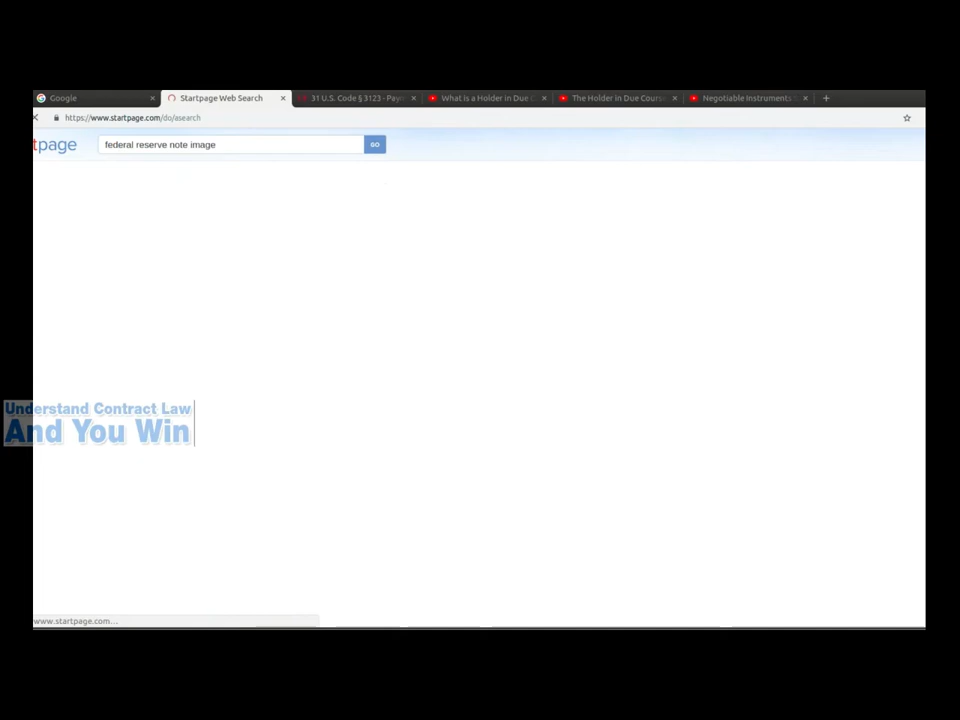 Google
Startpage Web Search
31 U.S. Code § 3123 - Paym
What is a Holder in Due C
The Holder in Due Course
Negotiable Instruments
https://www.startpage.com/do/asearch
tpage
federal reserve note image
GO
Understand Contract Law
And You Win
www.startpage.com...